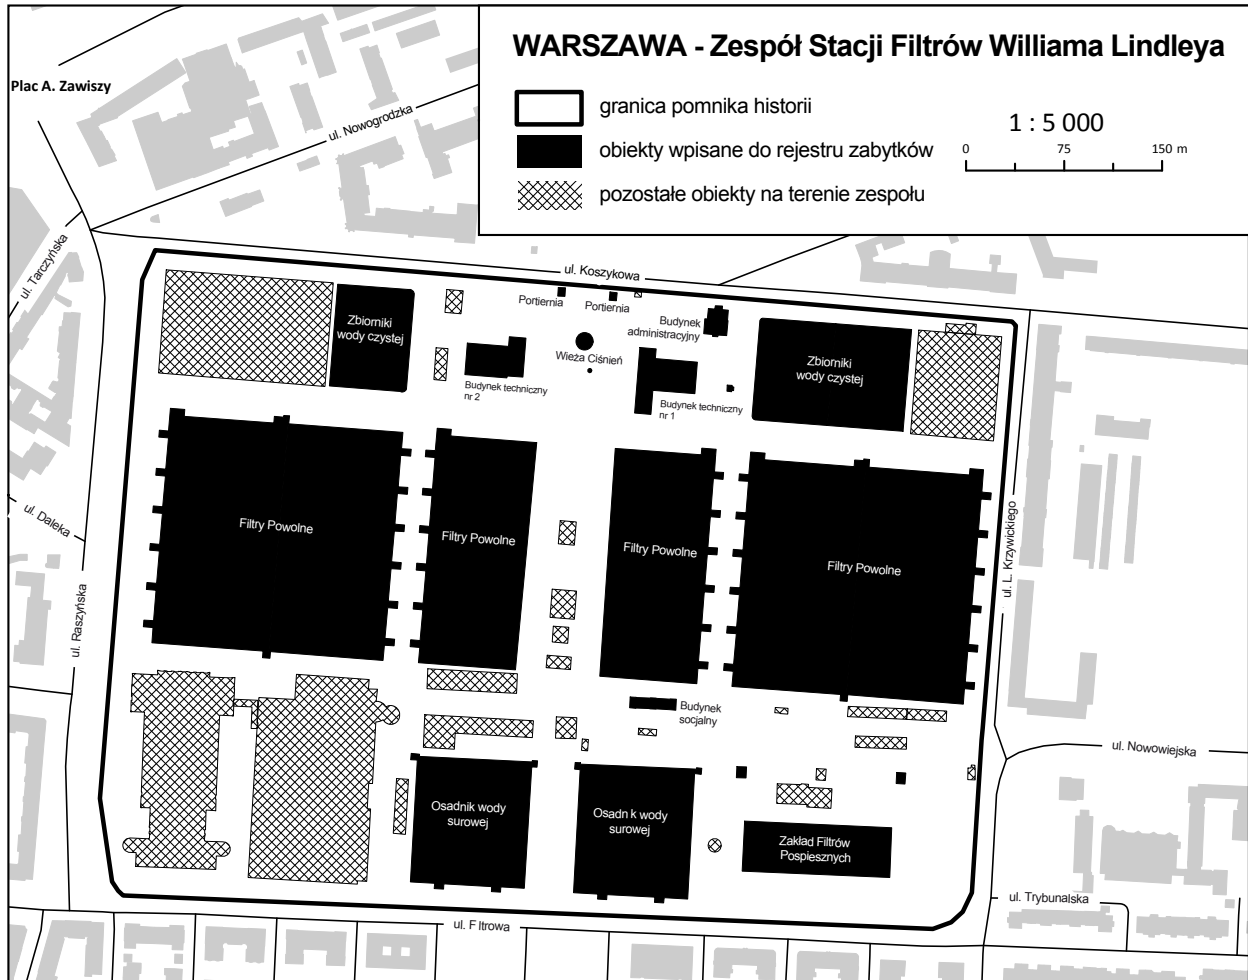 WARSZAWA - Zespół Stacji Filtrów Williama Lindleya
granica pomnika historii
obiekty wpisane do rejestru zabytków
pozostałe obiekty na terenie zespołu
1 : 5 000
0 75 150 m
Plac A. Zawiszy
ul. Nowogrodzka
ul. Tarczyńska
ul. Koszykowa
Portiernia
Portiernia
Budynek
administracyjny
Zbiorniki
wody czystej
Wieża Ciśnień
Zbiorniki
wody czystej
Budynek techniczny
nr 2
Budynek techniczny
nr 1
ul. Daleka
ul. Raszyńska
Filtry Powolne
Filtry Powolne
Filtry Powolne
Filtry Powolne
ul. L. Krzywickiego
Budynek
socjalny
ul. Nowowiejska
Osadnik wody
surowej
Osadn k wody
surowej
Zakład Filtrów
Pospiesznych
ul. Trybunalska
ul. F ltrowa